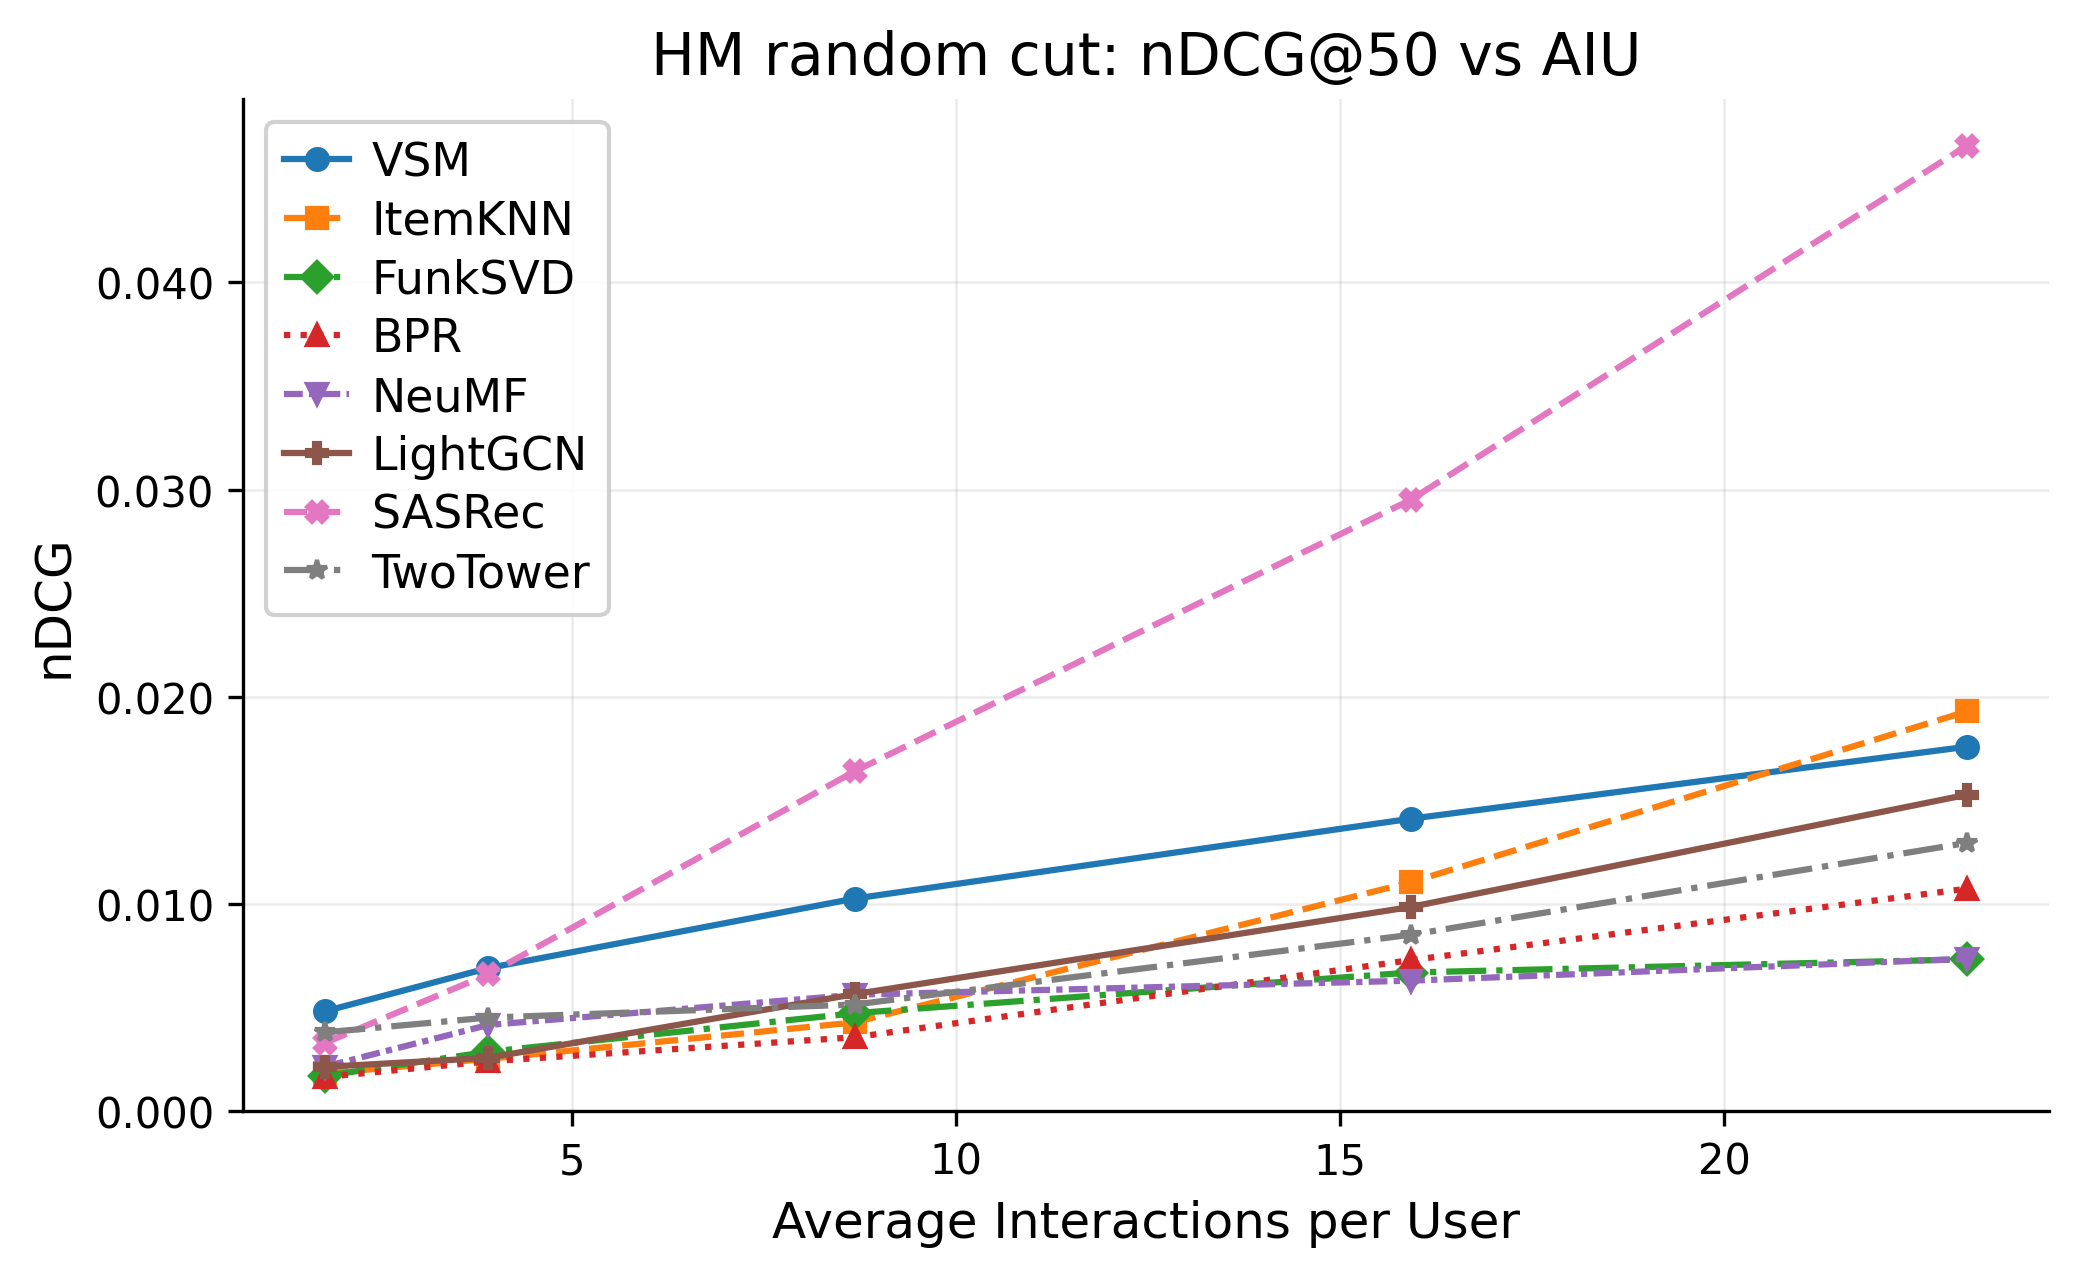 HM random cut: nDCG@50 vs AIU
VSM
ItemKNN
FunkSVD
BPR
NeuMF
LightGCN
SASRec
TwoTower
nDCG
0.040
0.030
0.020
0.010
0.000
5
10
15
20
Average Interactions per User